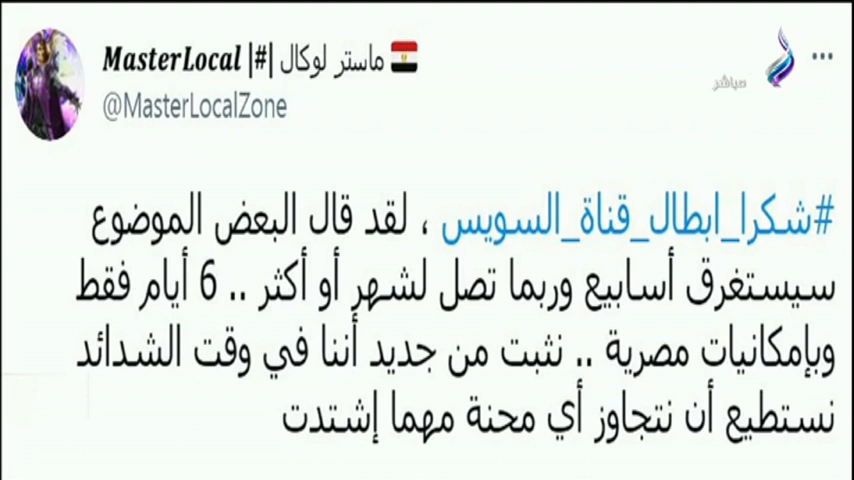 MasterLocal |#| ماستر لوكال
@MasterLocalZone
مباشر
#شكرا_ابطال_قناة_السويس ، لقد قال البعض الموضوع
سيستغرق أسابيع وربما تصل لشهر أو أكثر .. 6 أيام فقط
وبإمكانيات مصرية .. نثبت من جديد أننا في وقت الشدائد
نستطيع أن نتجاوز أي محنة مهما إشتدت